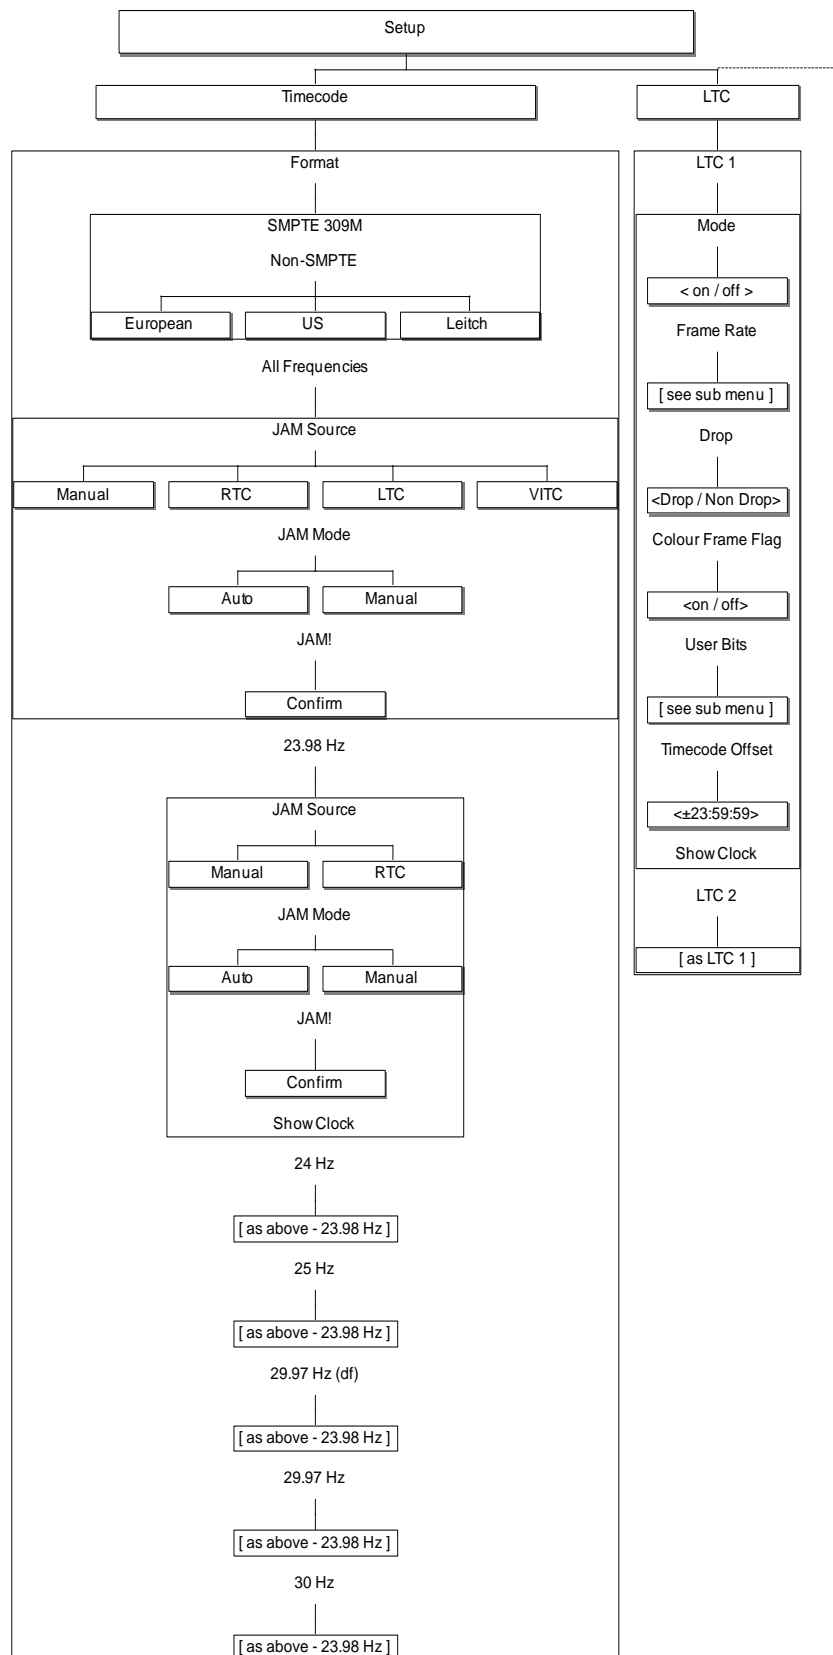 Setup
Timecode
Format
SMPTE 309M
Non-SMPTE
European US Leitch
All Frequencies
JAM Source
Manual RTC LTC VITC
JAM Mode
Auto Manual
JAM!
Confirm
23.98 Hz
JAM Source
Manual RTC
JAM Mode
Auto Manual
JAM!
Confirm
Show Clock
24 Hz
[ as above - 23.98 Hz ]
25 Hz
[ as above - 23.98 Hz ]
29.97 Hz (df)
[ as above - 23.98 Hz ]
29.97 Hz
[ as above - 23.98 Hz ]
30 Hz
[ as above - 23.98 Hz ]
LTC
LTC 1
Mode
< on / off >
Frame Rate
[ see sub menu ]
Drop
<Drop / Non Drop>
Colour Frame Flag
<on / off>
User Bits
[ see sub menu ]
Timecode Offset
<±23:59:59>
Show Clock
LTC 2
[ as LTC 1 ]